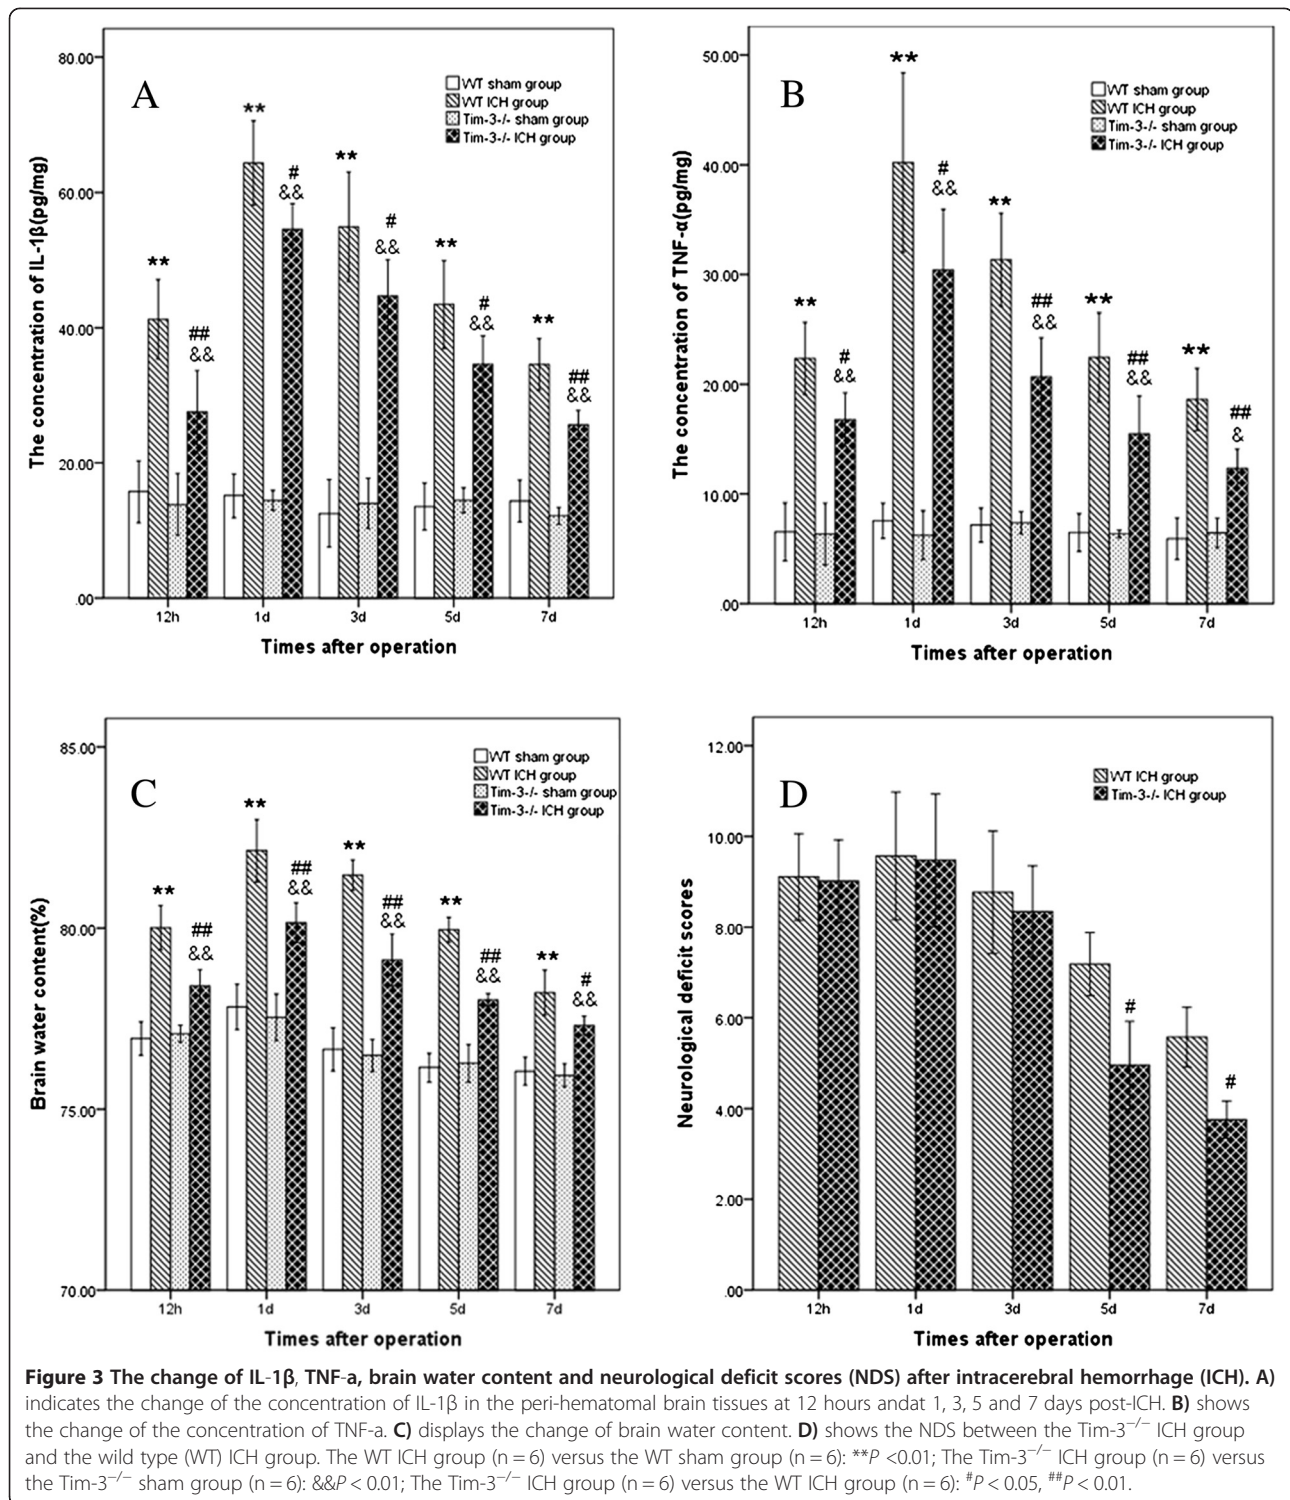 A
80.00
60.00
40.00
20.00
.00
The concentration of IL-1β(pg/mg)
WT sham group
WT ICH group
Tim-3-/- sham group
Tim-3-/- ICH group
**
##
&&
**
#
&&
**
#
&&
**
#
&&
**
##
&&
12h 1d 3d 5d 7d
Times after operation
B
50.00
40.00
30.00
20.00
10.00
.00
The concentration of TNF-α(pg/mg)
WT sham group
WT ICH group
Tim-3-/- sham group
Tim-3-/- ICH group
**
#
&&
**
#
&&
**
##
&&
**
##
&&
**
##
&
12h 1d 3d 5d 7d
Times after operation
C
85.00
80.00
75.00
70.00
Brain water content(%)
WT sham group
WT ICH group
Tim-3-/- sham group
Tim-3-/- ICH group
**
##
&&
**
##
&&
**
##
&&
**
##
&&
**
#
&&
12h 1d 3d 5d 7d
Times after operation
D
12.00
10.00
8.00
6.00
4.00
2.00
.00
Neurological deficit scores
WT ICH group
Tim-3-/- ICH group
#
#
12h 1d 3d 5d 7d
Times after operation
Figure 3 The change of IL-1β, TNF-a, brain water content and neurological deficit scores (NDS) after intracerebral hemorrhage (ICH). A)
indicates the change of the concentration of IL-1β in the peri-hematomal brain tissues at 12 hours andat 1, 3, 5 and 7 days post-ICH. B) shows
the change of the concentration of TNF-a. C) displays the change of brain water content. D) shows the NDS between the Tim-3−/− ICH group
and the wild type (WT) ICH group. The WT ICH group (n = 6) versus the WT sham group (n = 6): **P <0.01; The Tim-3−/− ICH group (n = 6) versus
the Tim-3−/− sham group (n = 6): &&P < 0.01; The Tim-3−/− ICH group (n = 6) versus the WT ICH group (n = 6): #P < 0.05, ##P < 0.01.